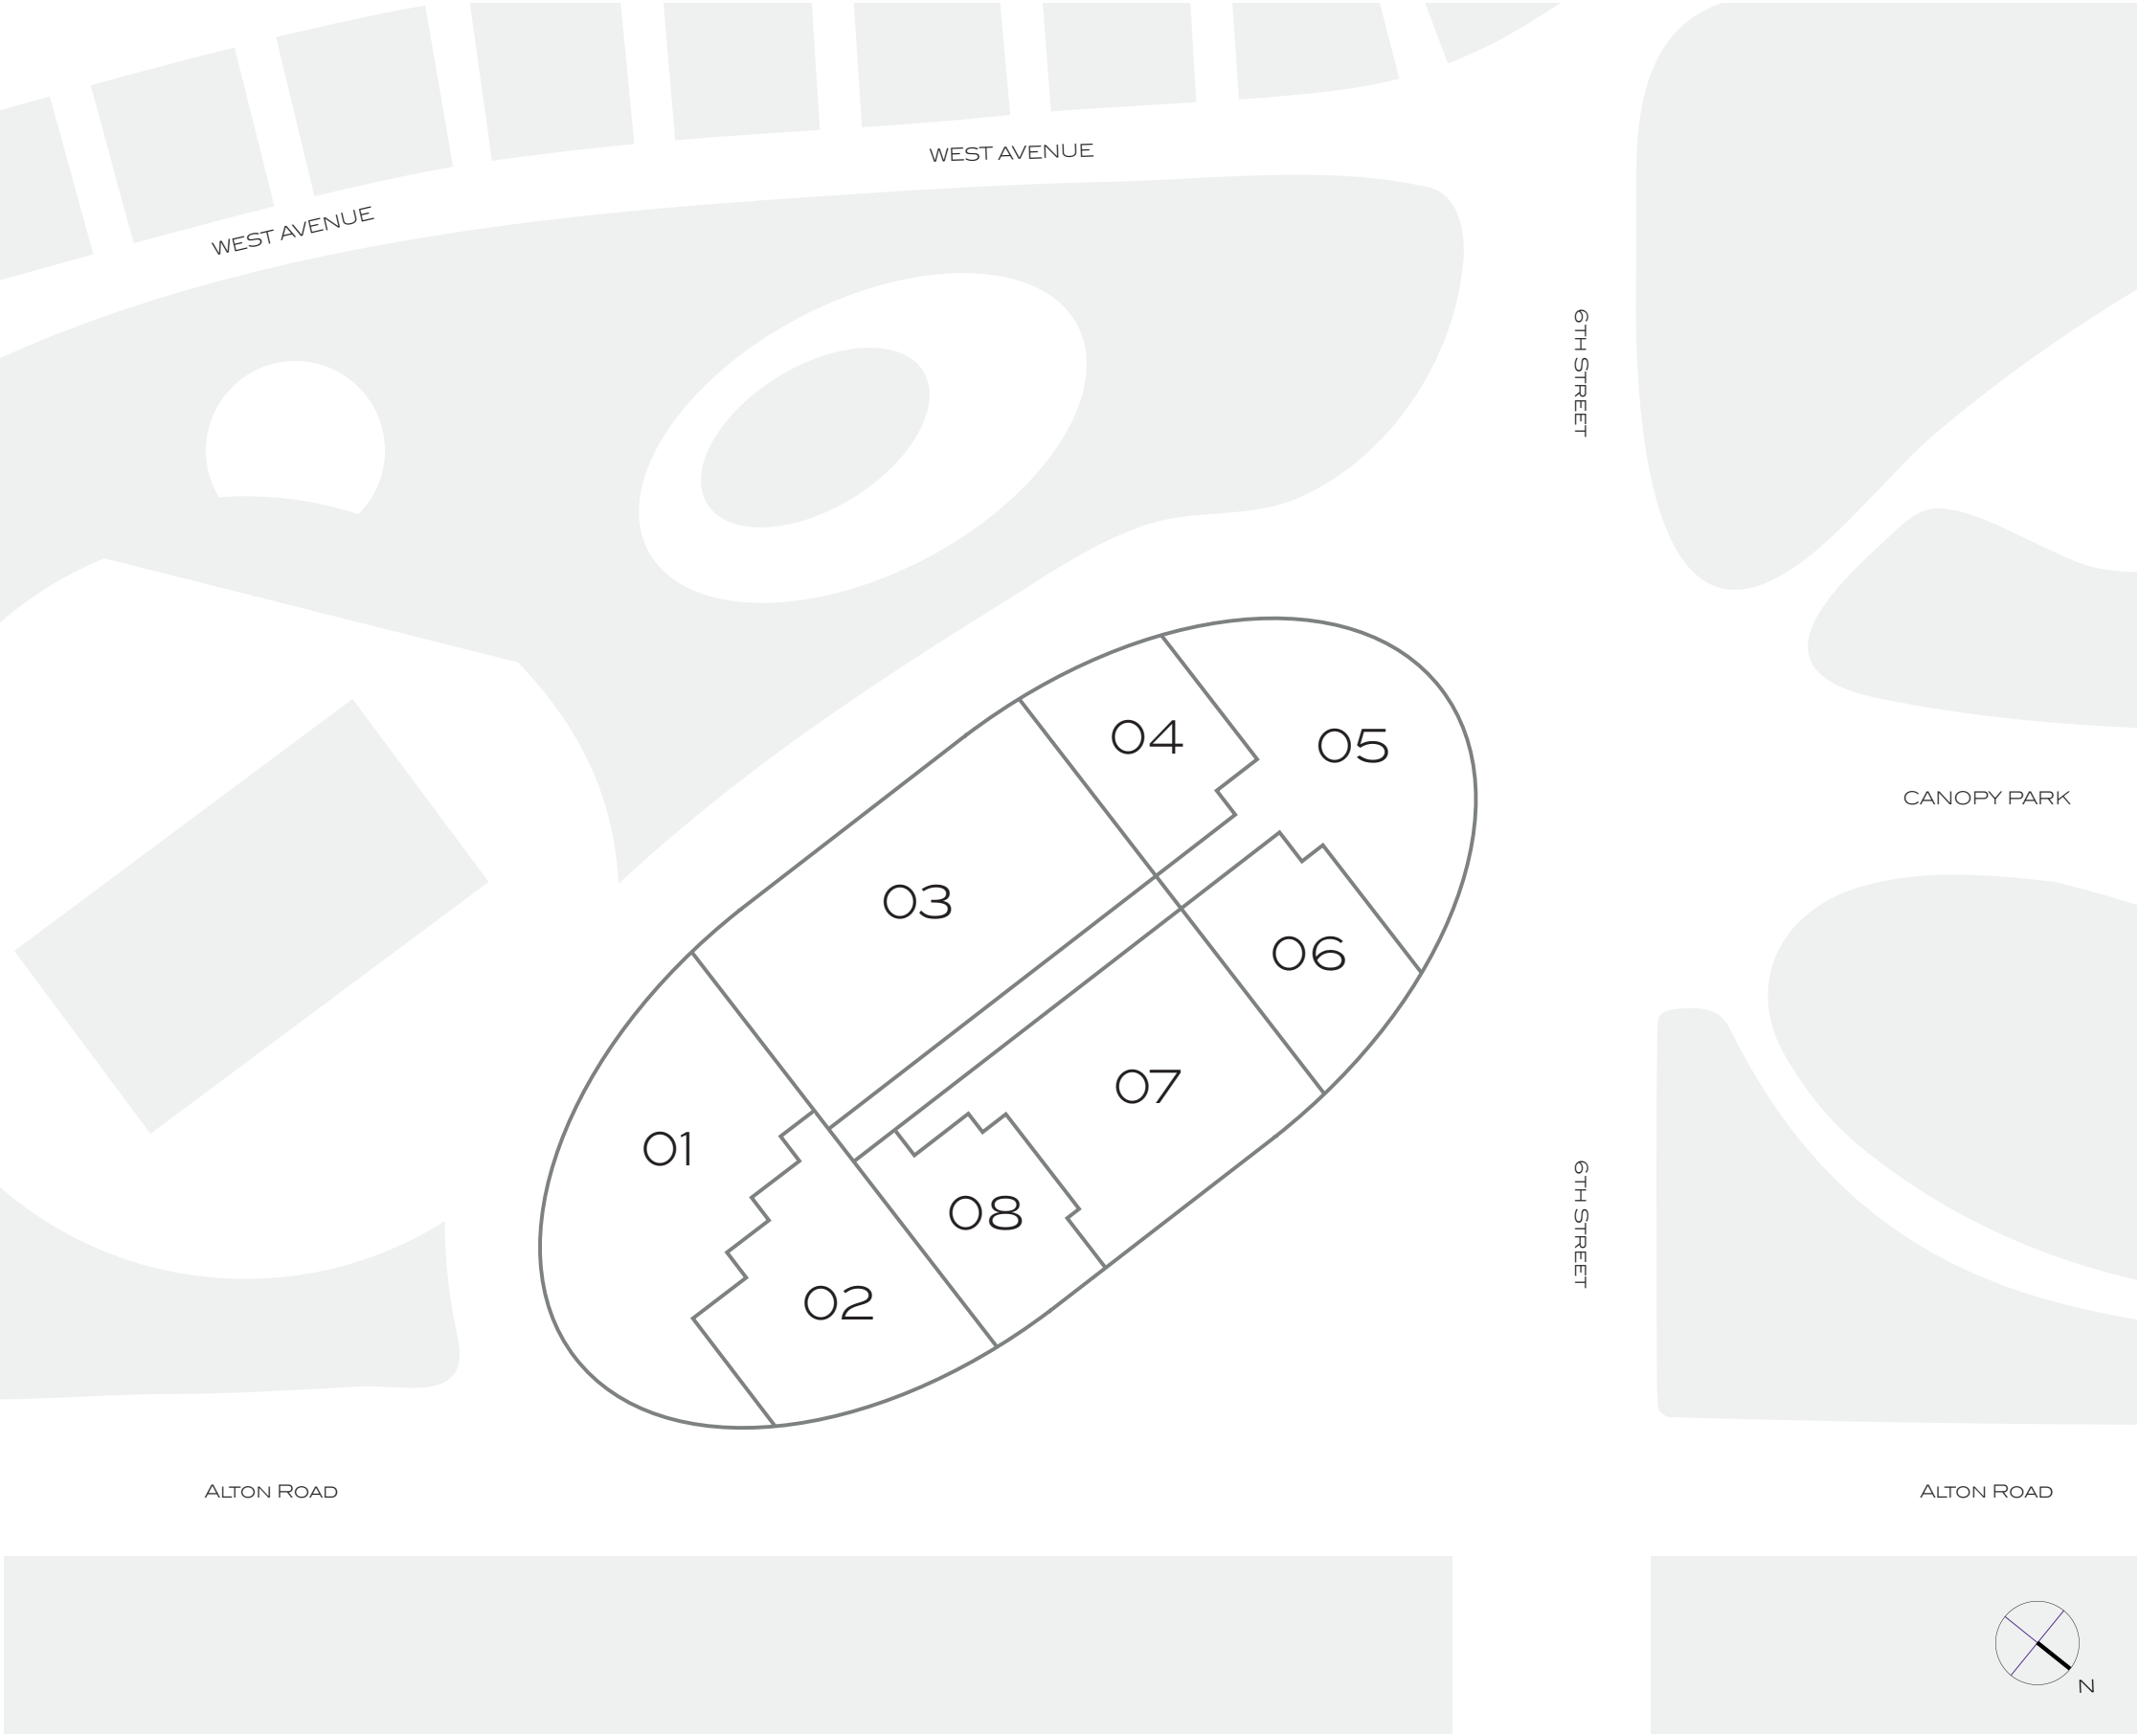 WEST AVENUE
WEST AVENUE
6TH STREET
04
05
CANOPY PARK
03
06
07
01
08
6TH STREET
02
ALTON ROAD
ALTON ROAD
N